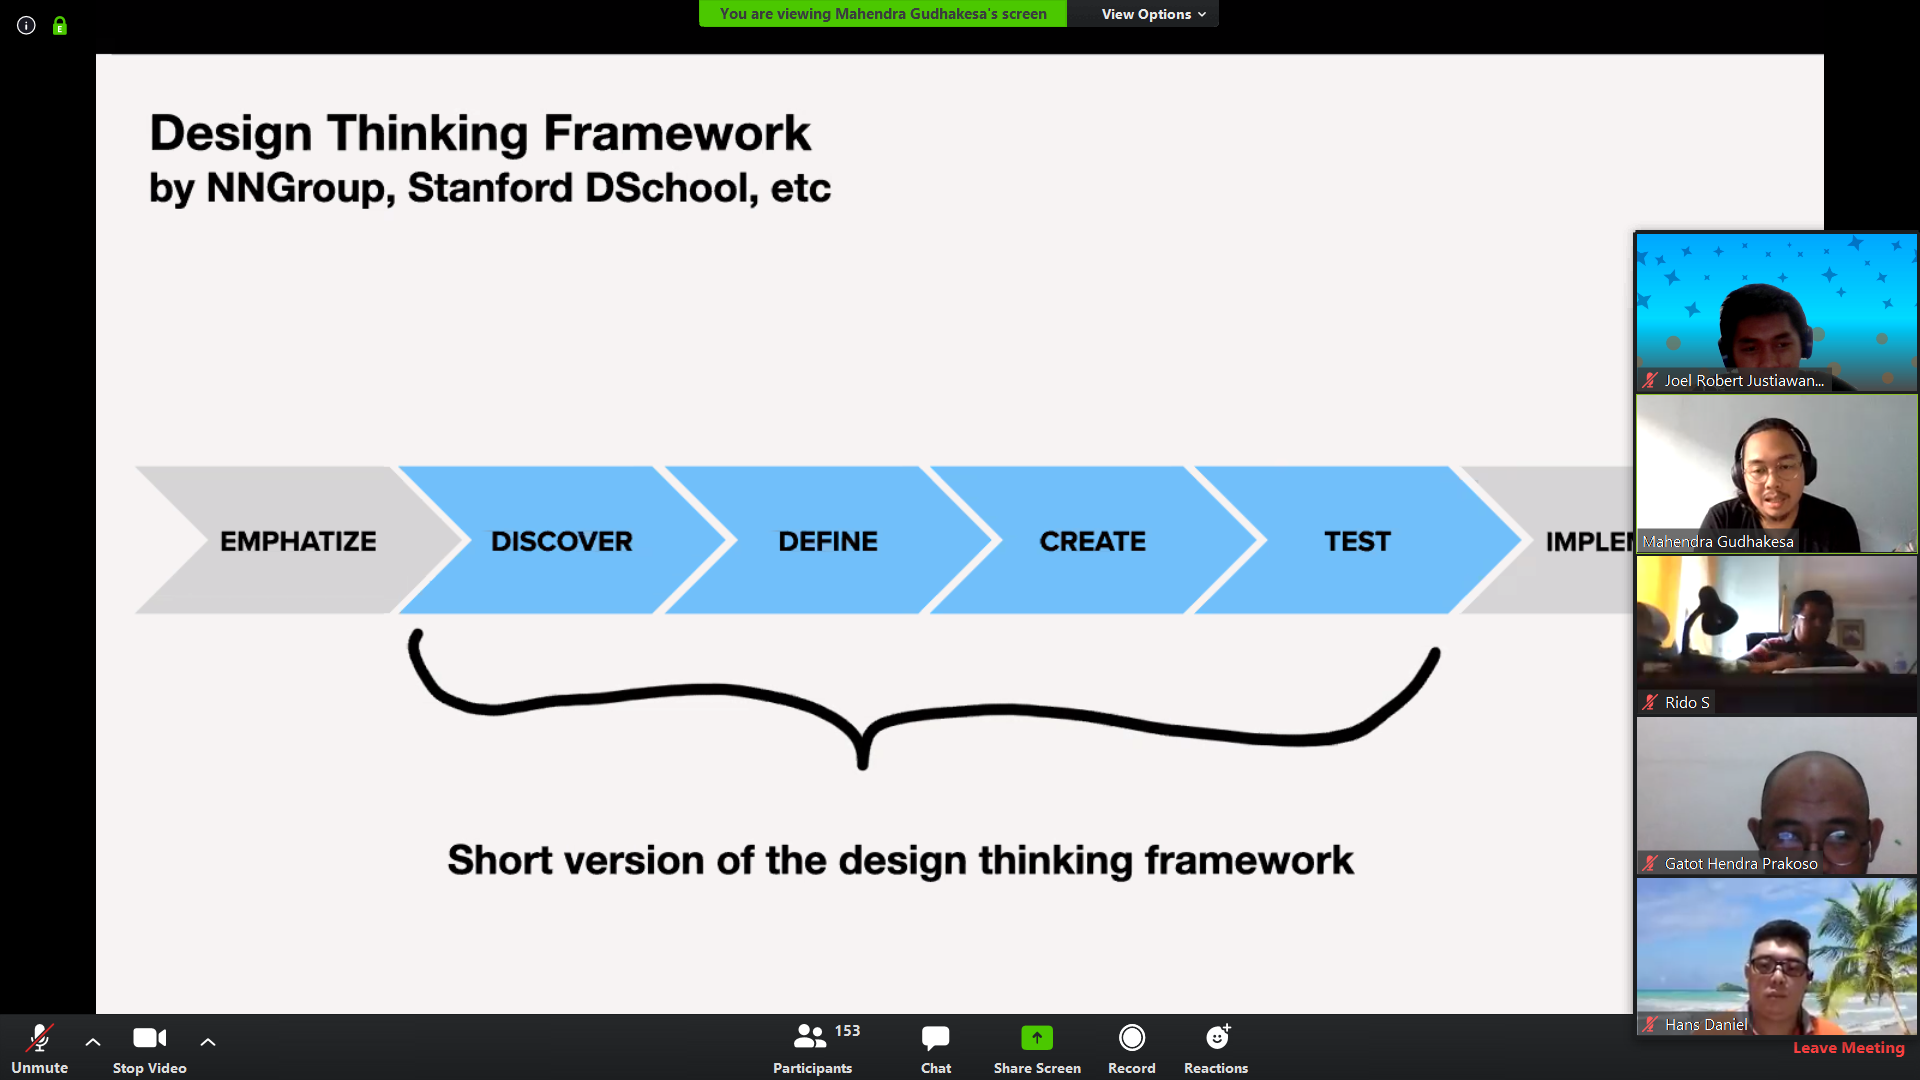 You are viewing Mahendra Gudhakesa's screen
View Options
Design Thinking Framework
by NNGroup, Stanford DSchool, etc
EMPHATIZE
DISCOVER
DEFINE
CREATE
TEST
Short version of the design thinking framework
Joel Robert Justiawan...
Mahendra Gudhakesa
Rido S
Gatot Hendra Prakoso
Hans Daniel
Unmute
Stop Video
Participants
153
Chat
Share Screen
Record
Reactions
Leave Meeting